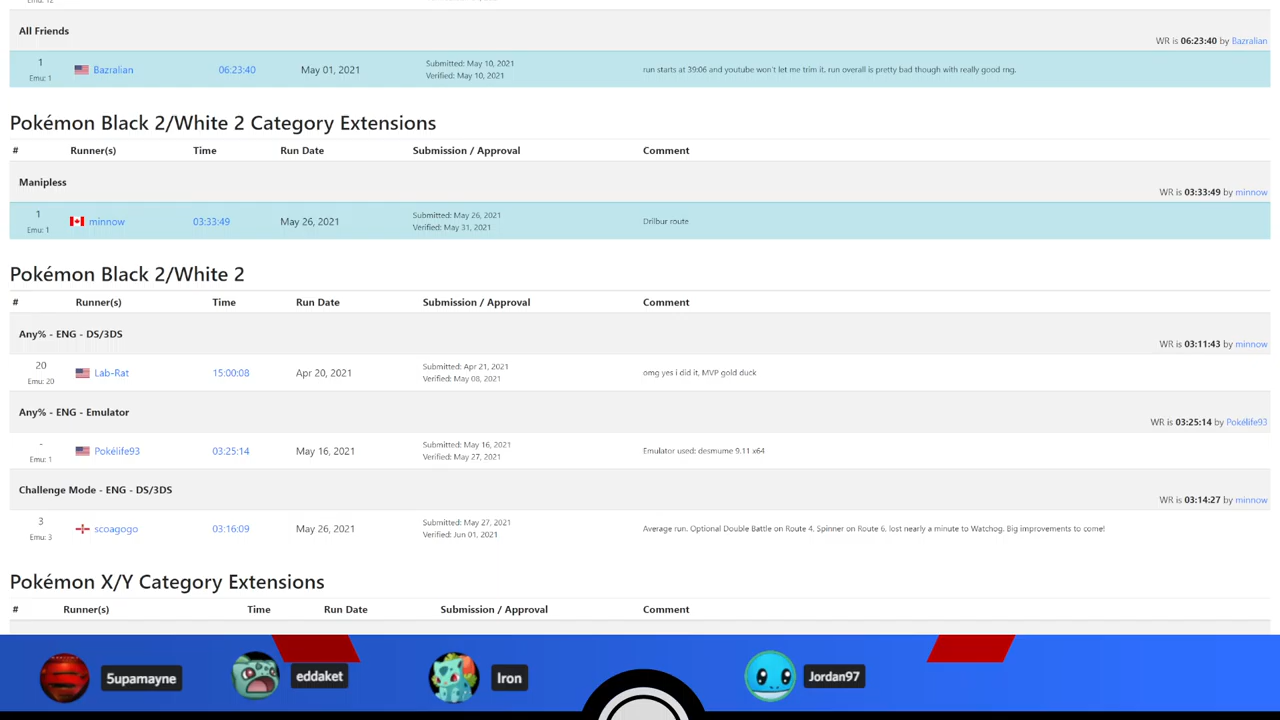 All Friends
WR is 06:23:40 by Bazralian
1 Bazralian 06:23:40 May 01, 2021 Submitted: May 10, 2021 run starts at 39:06 and youtube won't let me trim it, run overall is pretty bad though with really good rng.
Emu: 1 Verified: May 10, 2021
Pokémon Black 2/White 2 Category Extensions
# Runner(s) Time Run Date Submission / Approval Comment
Manipless
WR is 03:33:49 by minnow
1 minnow 03:33:49 May 26, 2021 Submitted: May 26, 2021 Drilbur route
Emu: 1 Verified: May 31, 2021
Pokémon Black 2/White 2
# Runner(s) Time Run Date Submission / Approval Comment
Any% - ENG - DS/3DS
WR is 03:11:43 by minnow
20 Lab-Rat 15:00:08 Apr 20, 2021 Submitted: Apr 21, 2021 omg yes i did it, MVP gold duck
Emu: 20 Verified: May 08, 2021
Any% - ENG - Emulator
WR is 03:25:14 by Pokélife93
- Pokélife93 03:25:14 May 16, 2021 Submitted: May 16, 2021 Emulator used: desmume 9.11 x64
Emu: 1 Verified: May 27, 2021
Challenge Mode - ENG - DS/3DS
WR is 03:14:27 by minnow
3 scoagogo 03:16:09 May 26, 2021 Submitted: May 27, 2021 Average run. Optional Double Battle on Route 4, Spinner on Route 6, lost nearly a minute to Watchog. Big improvements to come!
Emu: 3 Verified: Jun 01, 2021
Pokémon X/Y Category Extensions
# Runner(s) Time Run Date Submission / Approval Comment
5upamayne eddaket Iron Jordan97